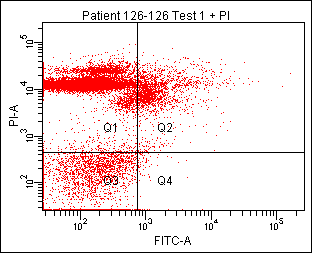 Patient 126-126 Test 1 + PI
PI-A
10^5
10^4
10^3
10^2
Q1
Q2
Q3
Q4
10^2 10^3 10^4 10^5
FITC-A